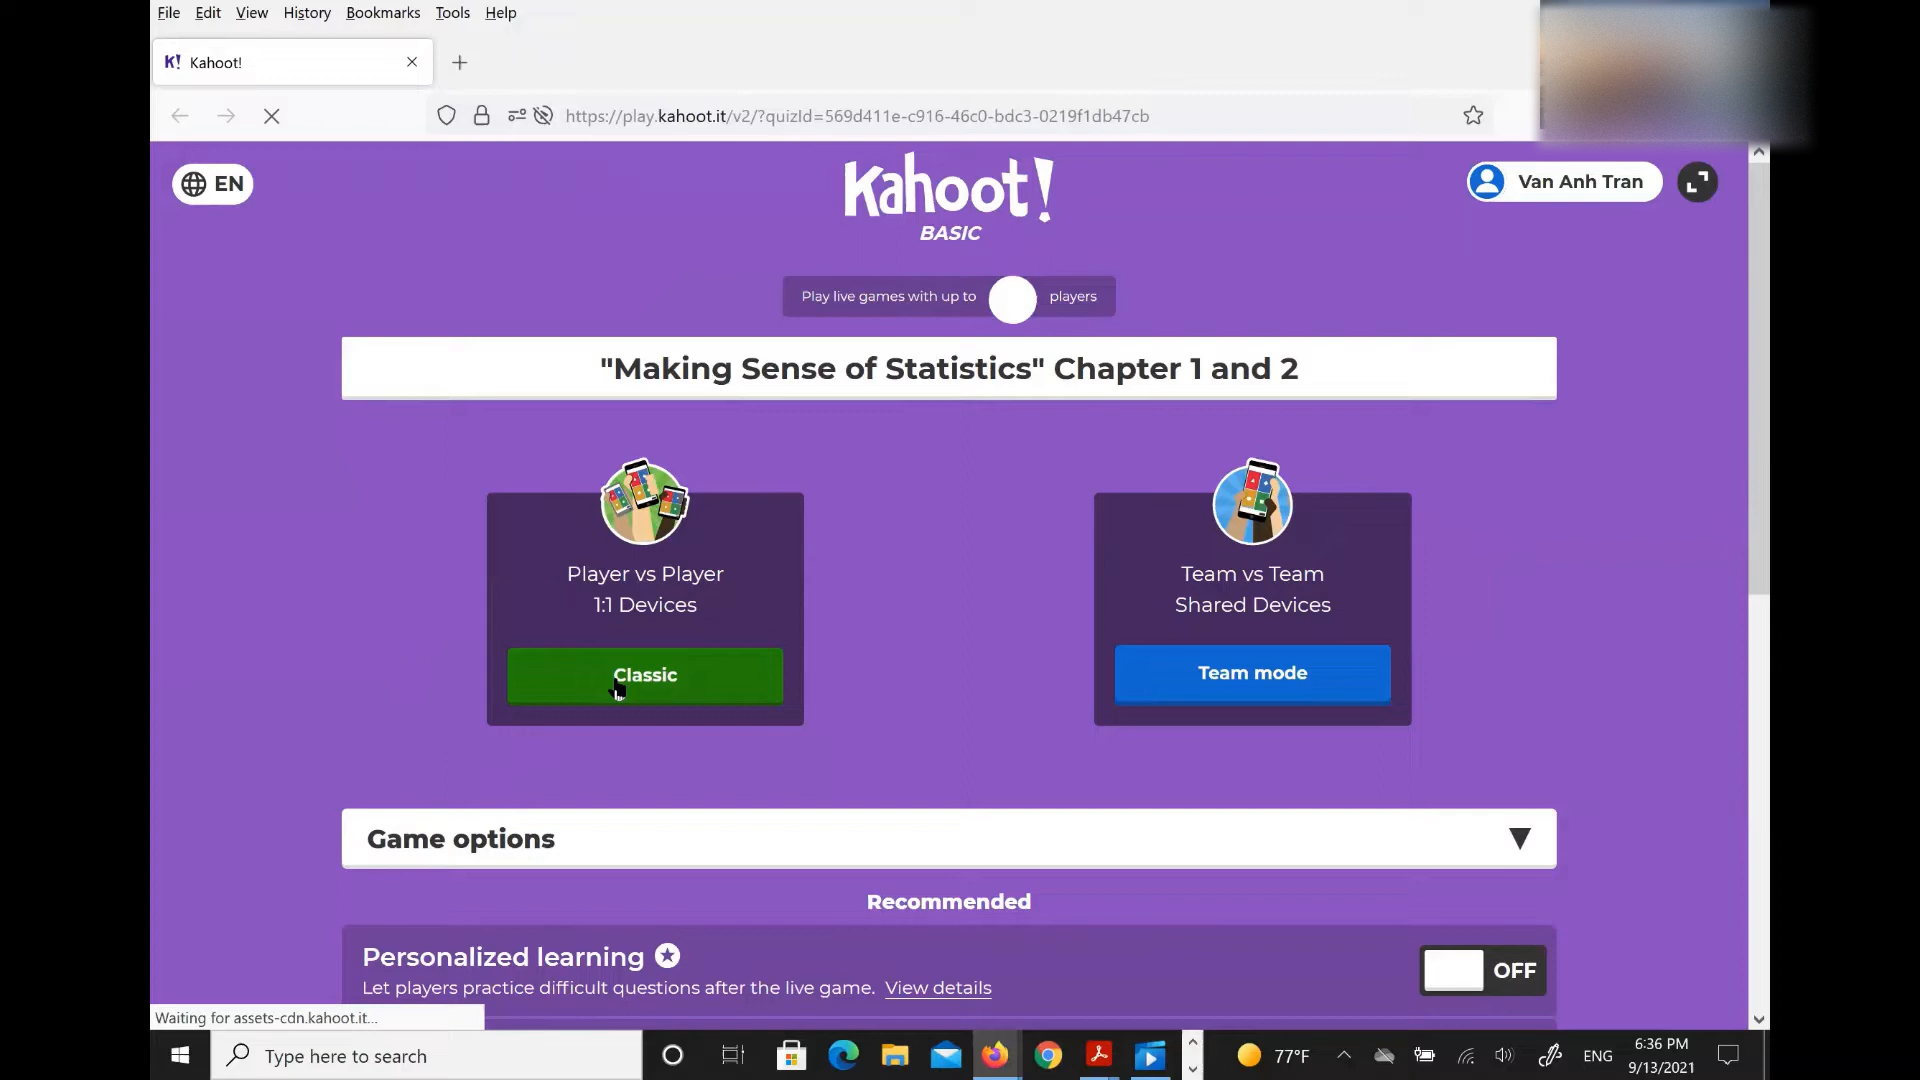 File Edit View History Bookmarks Tools Help
K! Kahoot!
https://play.kahoot.it/v2/?quizId=569d411e-c916-46c0-bdc3-0219f1db47cb
EN
Kahoot!
BASIC
Van Anh Tran
Play live games with up to players
"Making Sense of Statistics" Chapter 1 and 2
Player vs Player
1:1 Devices
Classic
Team vs Team
Shared Devices
Team mode
Game options
Recommended
Personalized learning
Let players practice difficult questions after the live game. View details
OFF
Waiting for assets-cdn.kahoot.it...
Type here to search
77°F
ENG
6:36 PM
9/13/2021